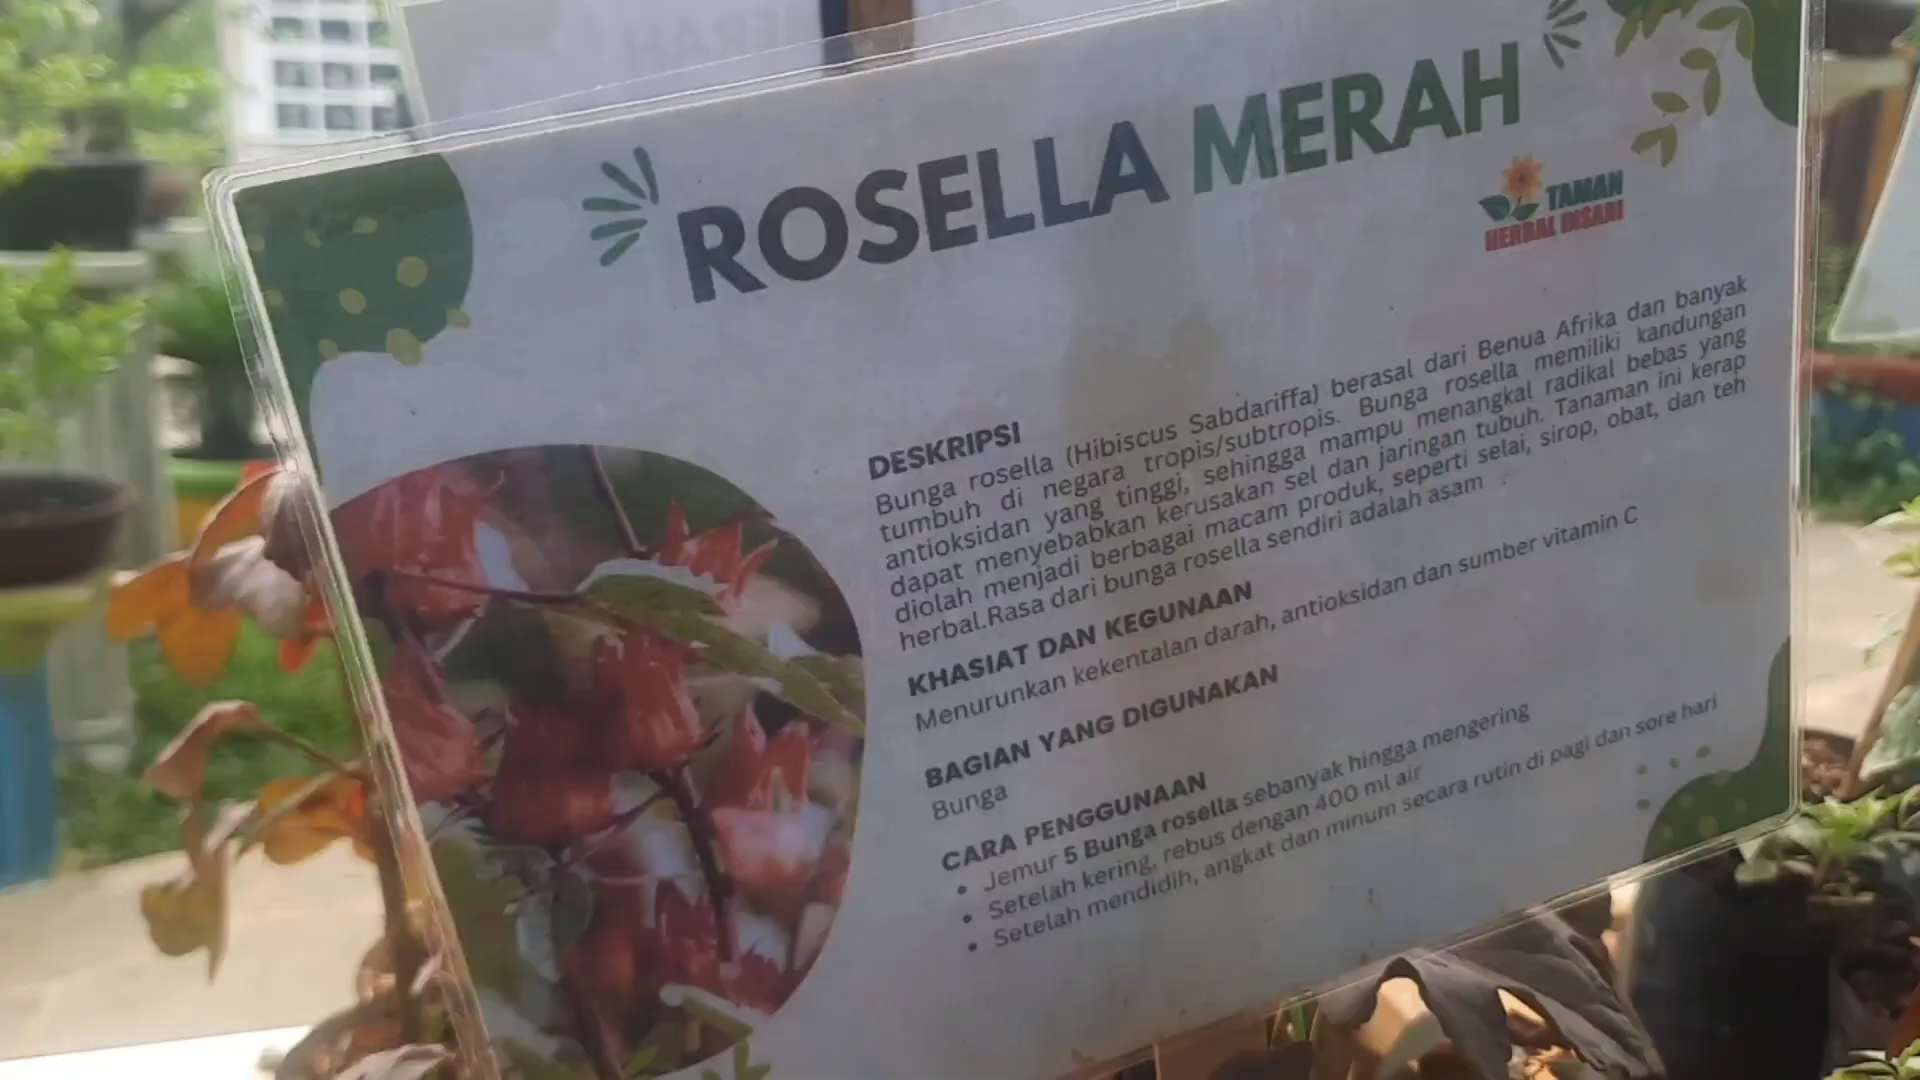 ROSELLA MERAH
TAMAN
HERBAL INSANI
DESKRIPSI
Bunga rosella (Hibiscus Sabdariffa) berasal dari Benua Afrika dan banyak
tumbuh di negara tropis/subtropis. Bunga rosella memiliki kandungan
antioksidan yang tinggi, sehingga mampu menangkal radikal bebas yang
dapat menyebabkan kerusakan sel dan jaringan tubuh. Tanaman ini kerap
diolah menjadi berbagai macam produk, seperti selai, sirop, obat, dan teh
herbal.Rasa dari bunga rosella sendiri adalah asam
KHASIAT DAN KEGUNAAN
Menurunkan kekentalan darah, antioksidan dan sumber vitamin C
BAGIAN YANG DIGUNAKAN
Bunga
CARA PENGGUNAAN
• Jemur 5 Bunga rosella sebanyak hingga mengering
• Setelah kering, rebus dengan 400 ml air
• Setelah mendidih, angkat dan minum secara rutin di pagi dan sore hari